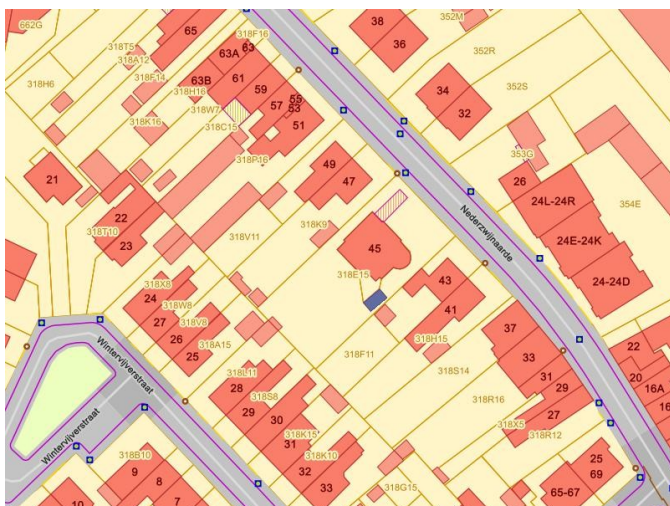 662G
65
318F16
38
352M
36
318T5
318A12
63
63A
352R
318H6
318F14
63B
318H16
61
59
352S
34
318W7
55
53
57
32
318K16
318C15
51
353G
318P16
49
26
21
47
24L-24R
354E
22
318K9
Nederzwijnaarde
318T10
23
318V11
45
24E-24K
318E15
318X8
43
24-24D
24
318W8
41
27
318V8
37
26
318H15
25
318A15
318F11
33
22
Wintervijverstraat
318L11
318S14
31
20
28
318S8
29
16A
29
30
318R16
27
16
Wintervijverstraat
318K15
318X5
31
318R12
318B10
318K10
9
8
32
25
69
10
7
33
318G15
65-67